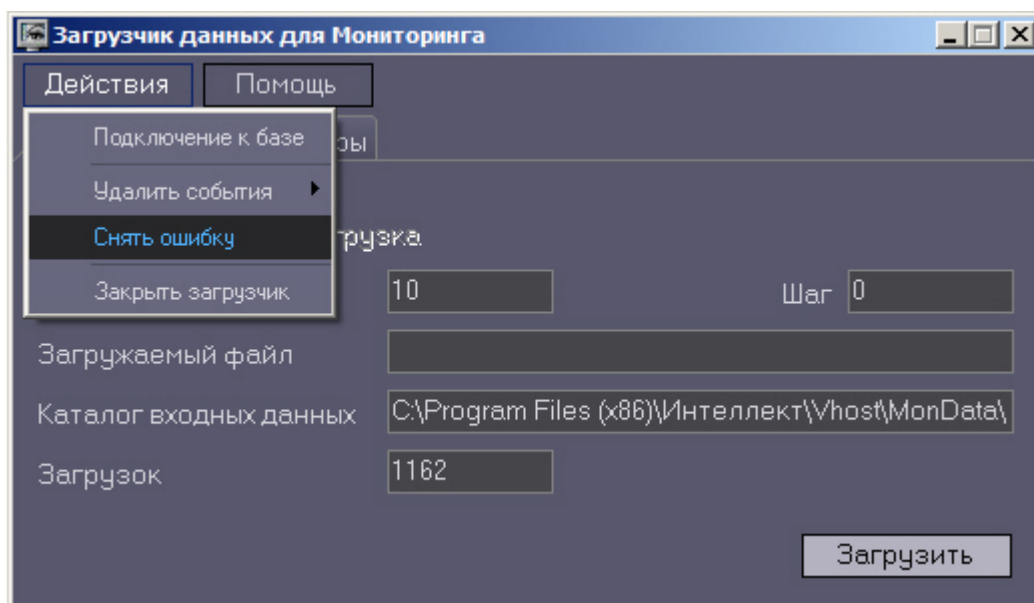 Загрузчик данных для Мониторинга
Действия Помощь
Подключение к базе
ры
Удалить события
Снять ошибку
грузка
Закрыть загрузчик
10 Шаг 0
Загружаемый файл
Каталог входных данных C:\Program Files (x86)\Интеллект\Vhost\MonData\
Загрузок 1162
Загрузить